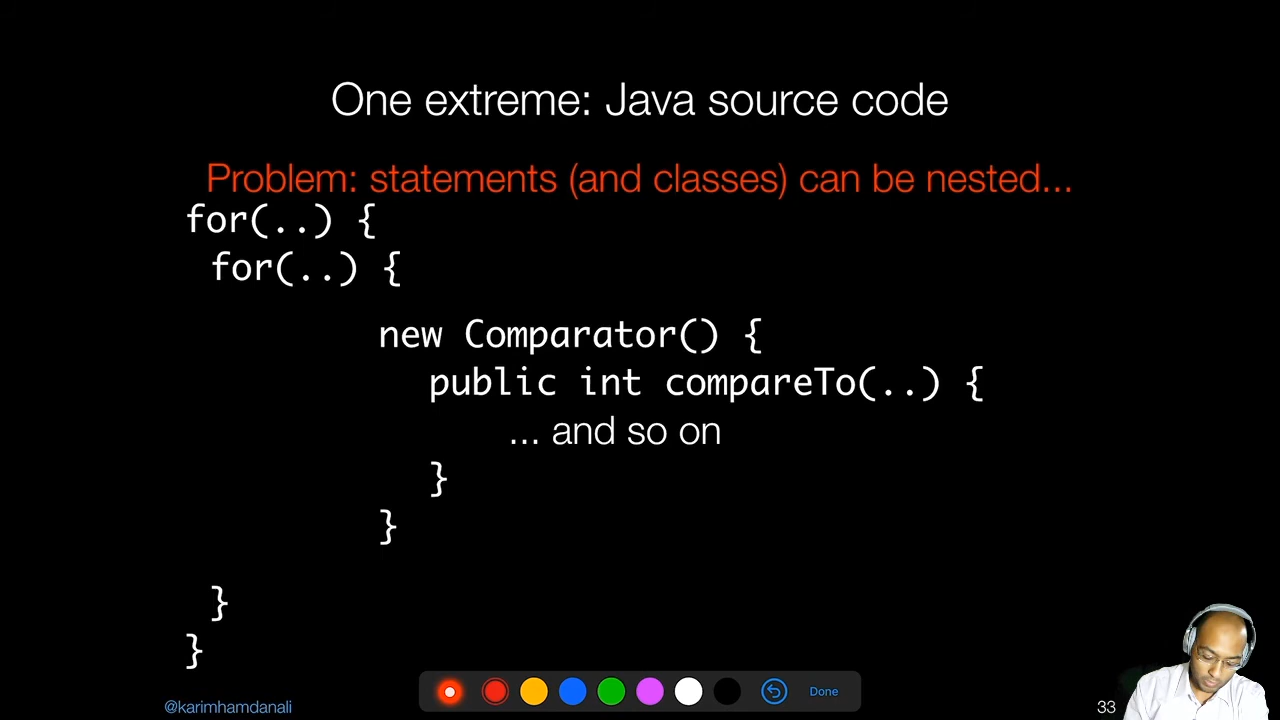 One extreme: Java source code
Problem: statements (and classes) can be nested...
for(..) {
for(..) {
new Comparator() {
public int compareTo(..) {
... and so on
}
}
}
}
Done
@karimhamdanali
33